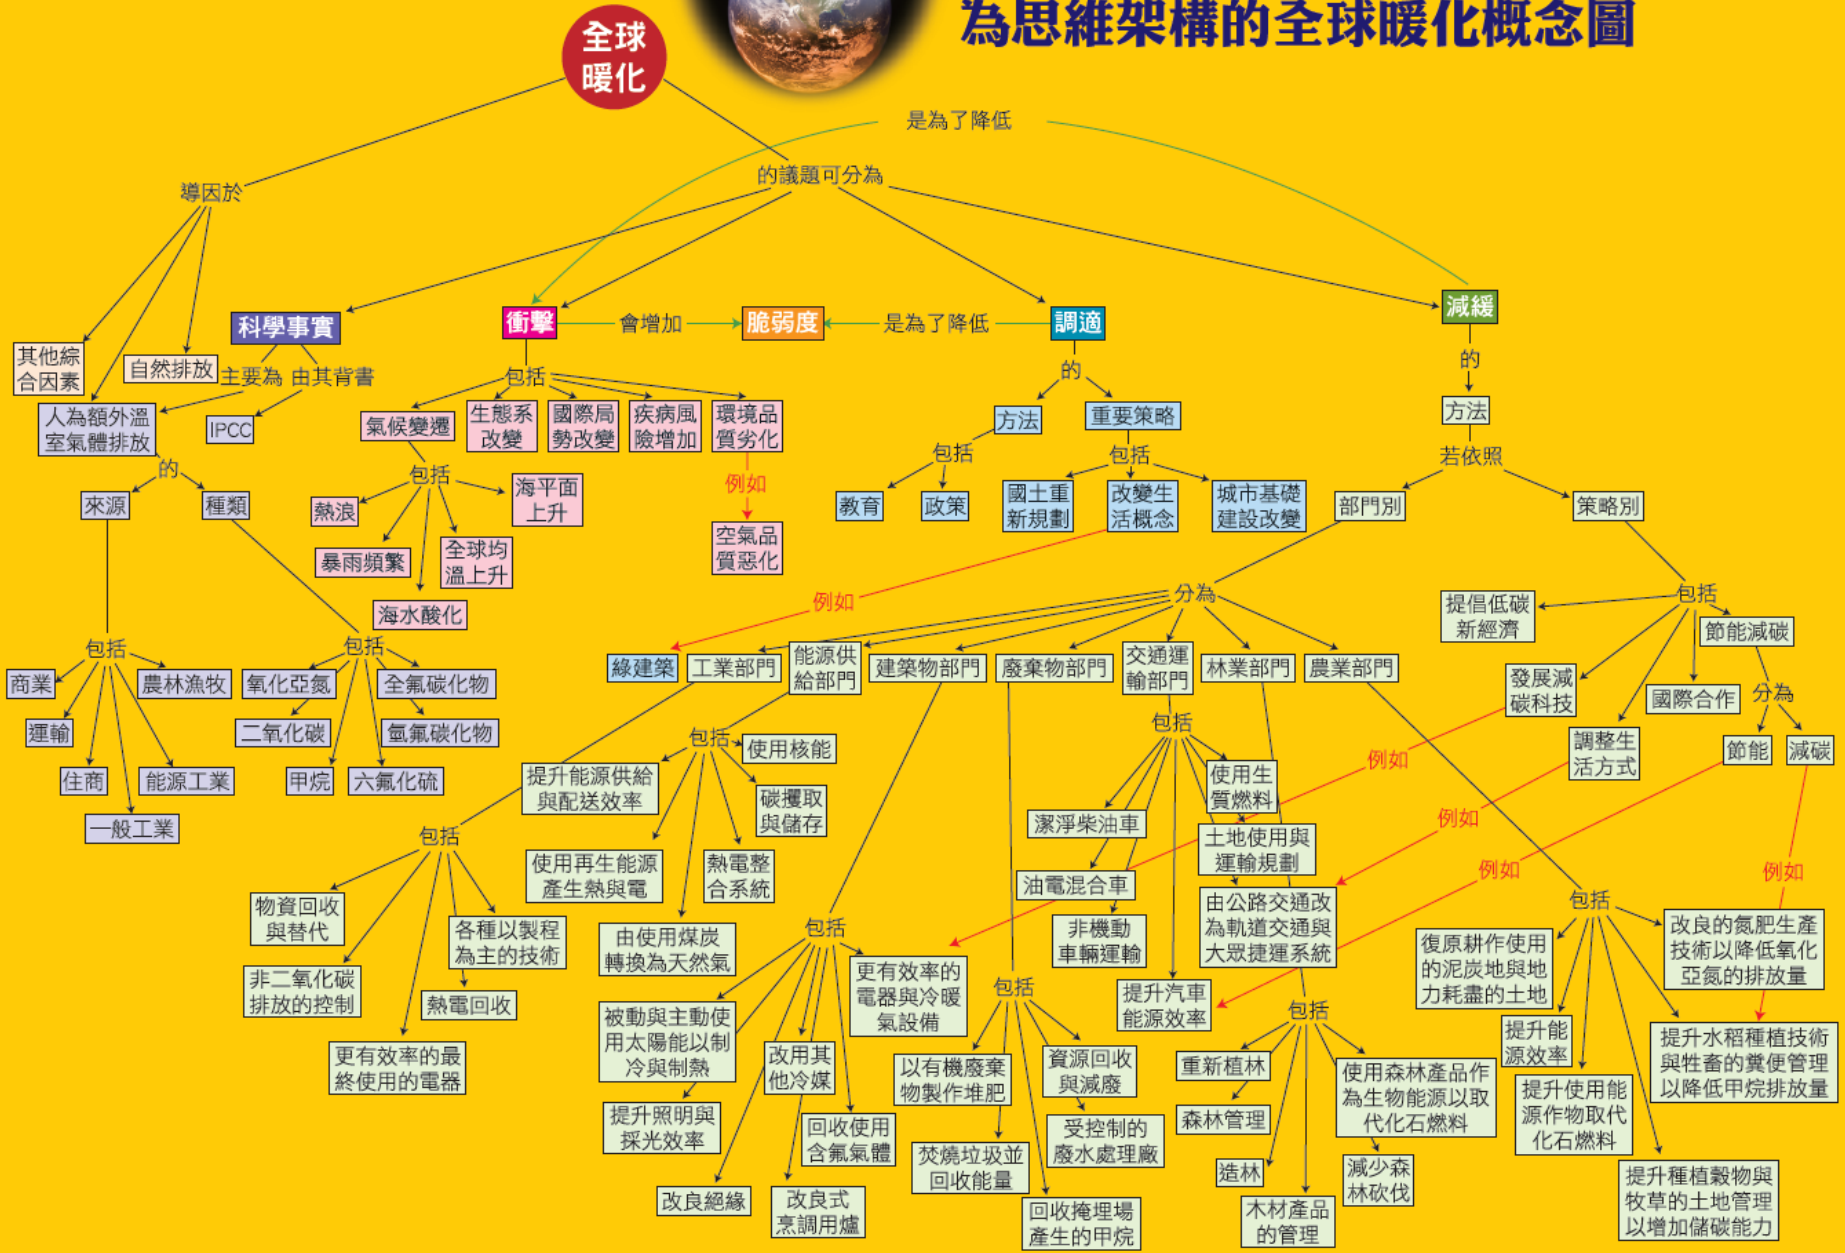 為思維架構的全球暖化概念圖
全球
暖化
是為了降低
的議題可分為
導因於
科學事實
衝擊
會增加
脆弱度
是為了降低
調適
減緩
其他綜
合因素
自然排放
主要為
由其背書
人為額外溫
室氣體排放
IPCC
的
來源
種類
包括
商業
農林漁牧
運輸
住商
能源工業
一般工業
包括
氧化亞氮
全氟碳化物
二氧化碳
氫氟碳化物
甲烷
六氟化硫
包括
氣候變遷
生態系
改變
國際局
勢改變
疾病風
險增加
環境品
質劣化
包括
熱浪
海平面
上升
暴雨頻繁
全球均
溫上升
海水酸化
例如
空氣品
質惡化
的
方法
重要策略
包括
教育
政策
包括
國土重
新規劃
改變生
活概念
城市基礎
建設改變
例如
綠建築
的
方法
若依照
部門別
策略別
分為
工業部門
能源供
給部門
建築物部門
廢棄物部門
交通運
輸部門
林業部門
農業部門
包括
提倡低碳
新經濟
節能減碳
發展減
碳科技
國際合作
分為
調整生
活方式
節能
減碳
例如
例如
例如
例如
包括
物資回收
與替代
各種以製程
為主的技術
非二氧化碳
排放的控制
熱電回收
更有效率的最
終使用的電器
包括
使用核能
提升能源供給
與配送效率
碳攫取
與儲存
使用再生能源
產生熱與電
熱電整
合系統
由使用煤炭
轉換為天然氣
包括
更有效率的
電器與冷暖
氣設備
被動與主動使
用太陽能以制
冷與制熱
改用其
他冷媒
提升照明與
採光效率
回收使用
含氟氣體
改良絕緣
改良式
烹調用爐
包括
以有機廢棄
物製作堆肥
資源回收
與減廢
焚燒垃圾並
回收能量
受控制的
廢水處理廠
回收掩埋場
產生的甲烷
包括
使用生
質燃料
潔淨柴油車
土地使用與
運輸規劃
油電混合車
由公路交通改
為軌道交通與
大眾捷運系統
非機動
車輛運輸
提升汽車
能源效率
包括
重新植林
使用森林產品作
為生物能源以取
代化石燃料
森林管理
造林
減少森
林砍伐
木材產品
的管理
包括
改良的氮肥生產
技術以降低氧化
亞氮的排放量
復原耕作使用
的泥炭地與地
力耗盡的土地
提升能
源效率
提升水稻種植技術
與牲畜的糞便管理
以降低甲烷排放量
提升使用能
源作物取代
化石燃料
提升種植穀物與
牧草的土地管理
以增加儲碳能力